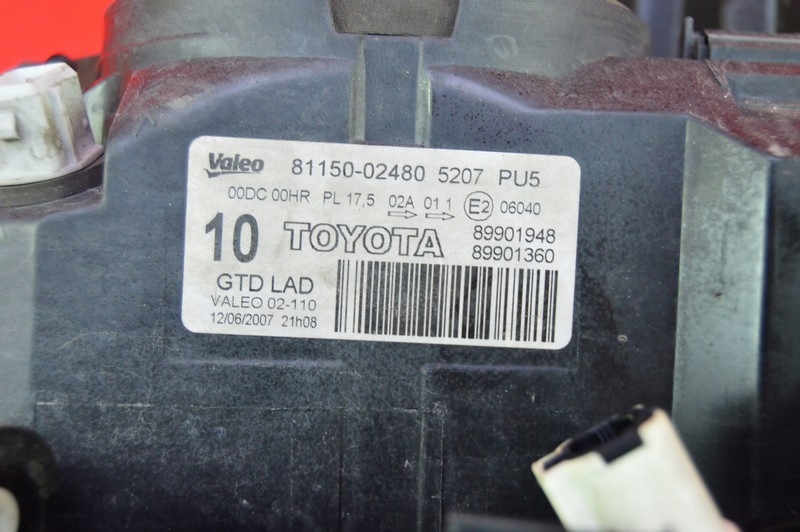 Valeo 81150-02480 5207 PU5
00DC 00HR PL 17,5 02A 01 1 E2 06040
10 TOYOTA 89901948
89901360
GTD LAD
VALEO 02-110
12/06/2007 21h08